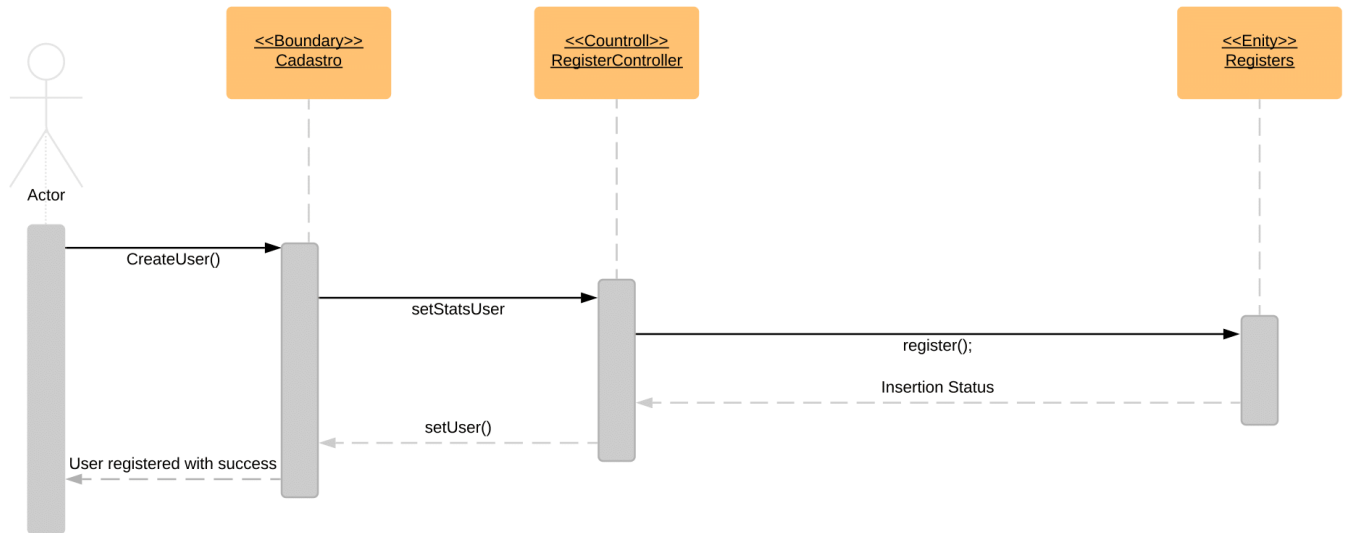 <<Boundary>>
Cadastro
<<Countroll>>
RegisterController
<<Enity>>
Registers
Actor
CreateUser()
setStatsUser
register();
Insertion Status
setUser()
User registered with success